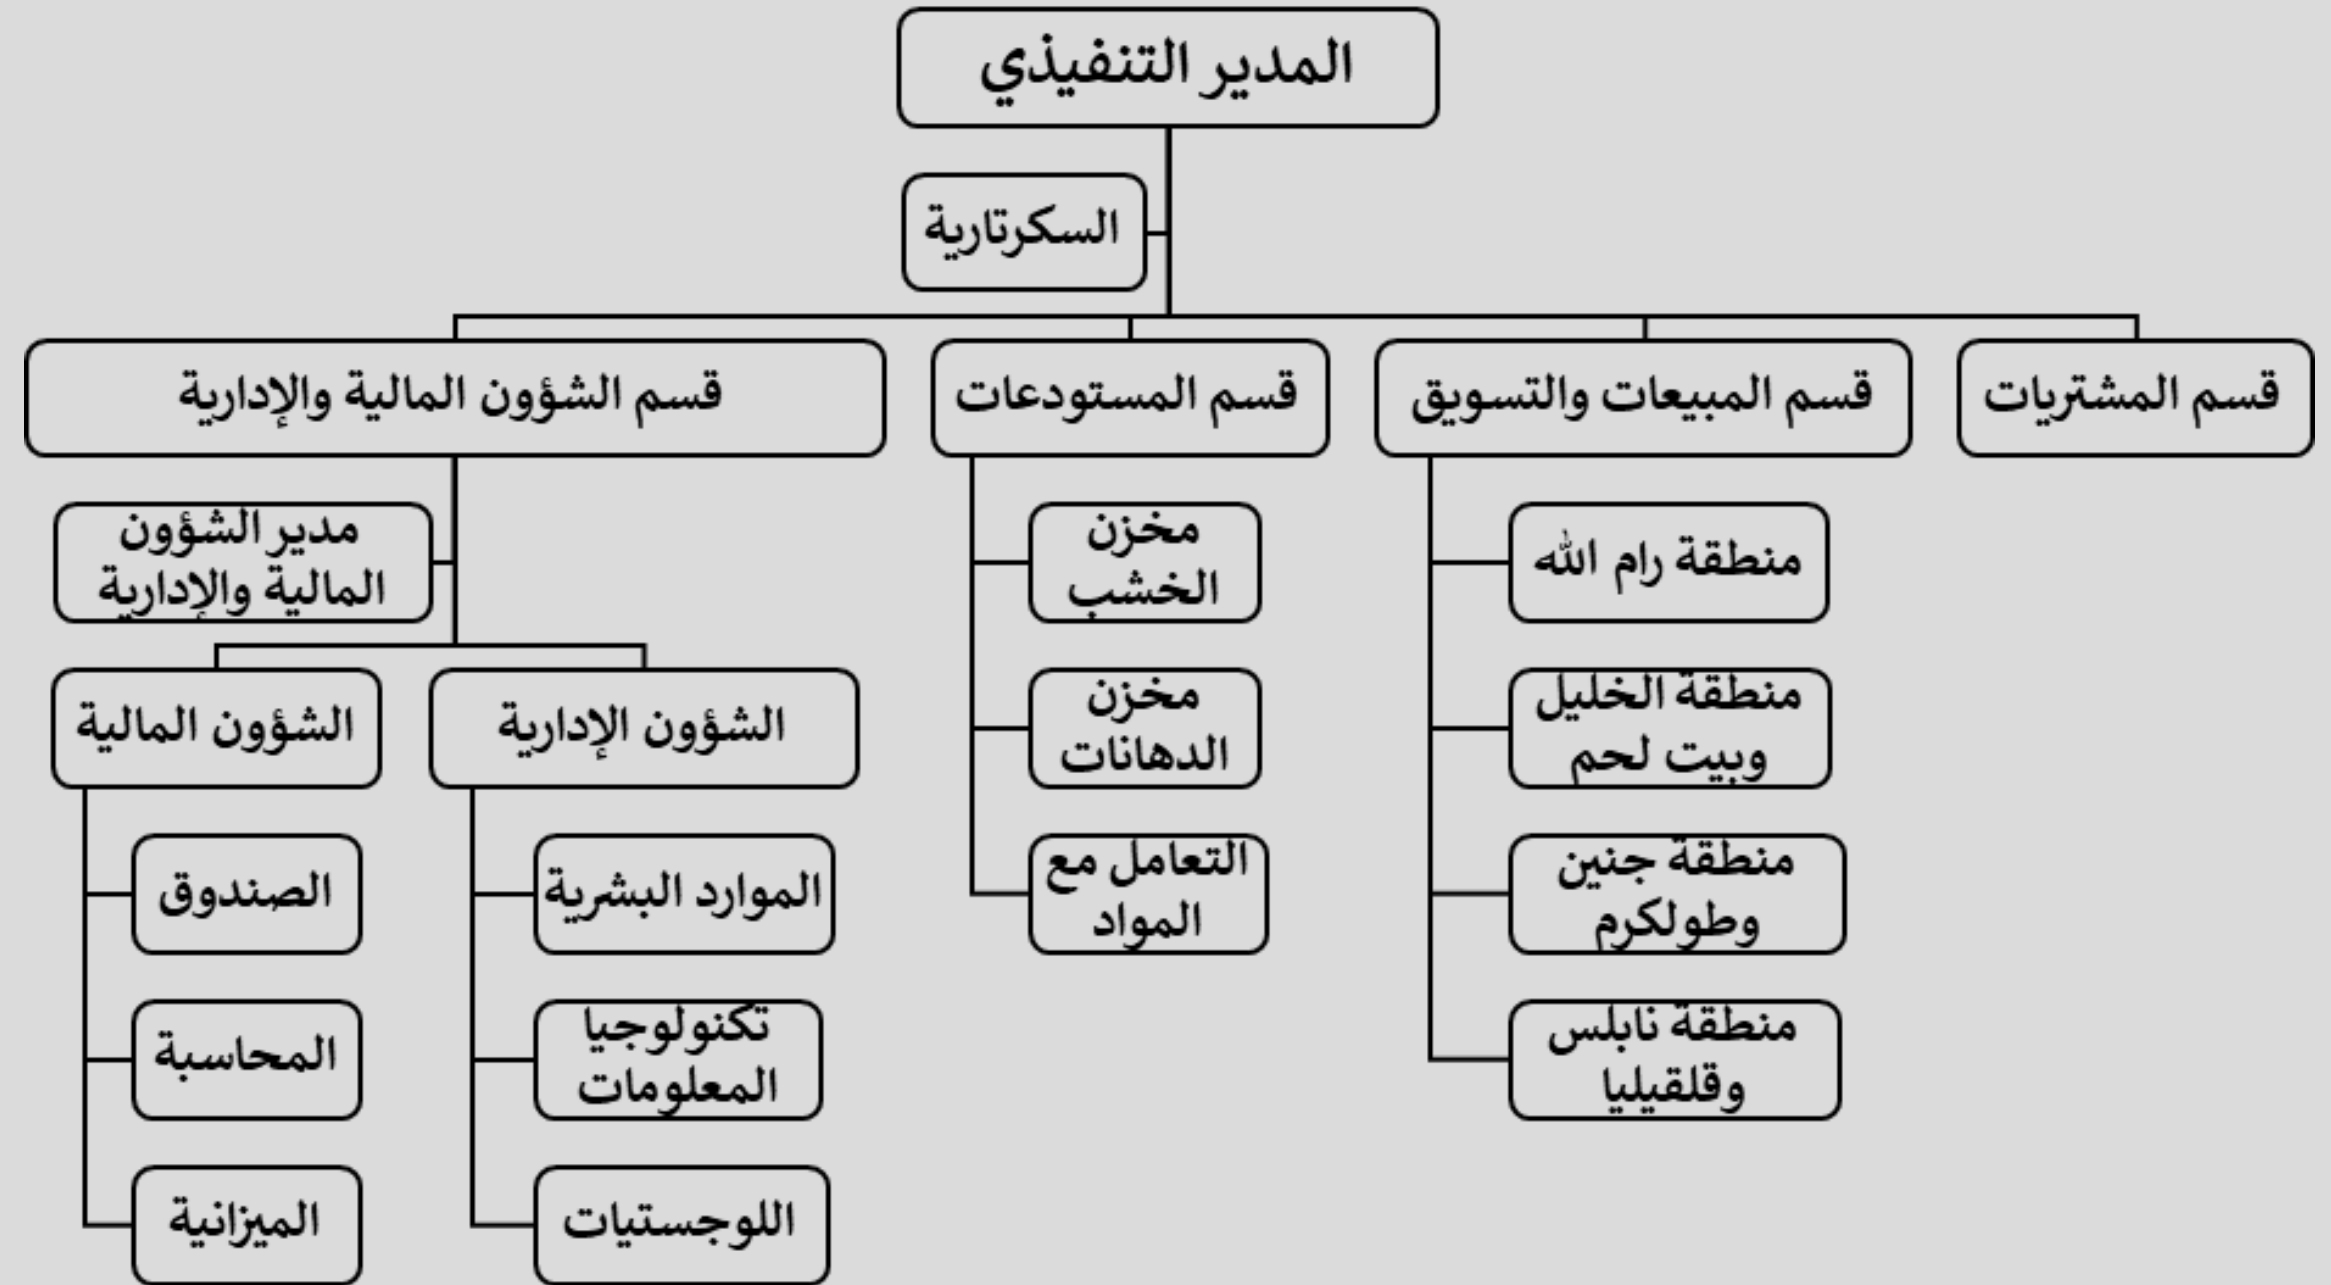 المدير التنفيذي
السكرتارية
قسم المشتريات
قسم المبيعات والتسويق
قسم المستودعات
قسم الشؤون المالية والإدارية
منطقة رام الله
منطقة الخليل
وبيت لحم
منطقة جنين
وطولكرم
منطقة نابلس
وقلقيليا
مخزن
الخشب
مخزن
الدهانات
التعامل مع
المواد
مدير الشؤون
المالية والإدارية
الشؤون الإدارية
الموارد البشرية
تكنولوجيا
المعلومات
اللوجستيات
الشؤون المالية
الصندوق
المحاسبة
الميزانية